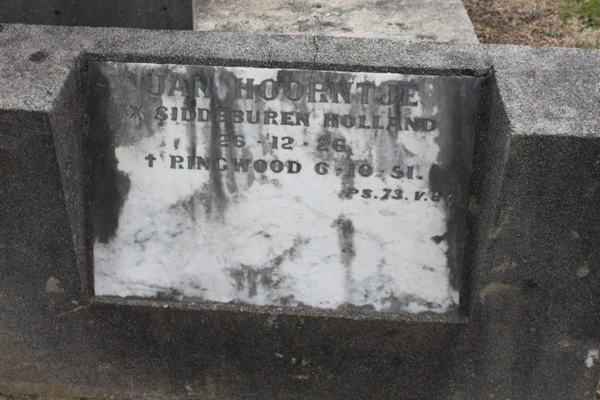 JAN HOORNTJE
* SIDDEBUREN HOLLAND
26-12-26.
† RINGWOOD 6-10-51.
PS. 73. V.